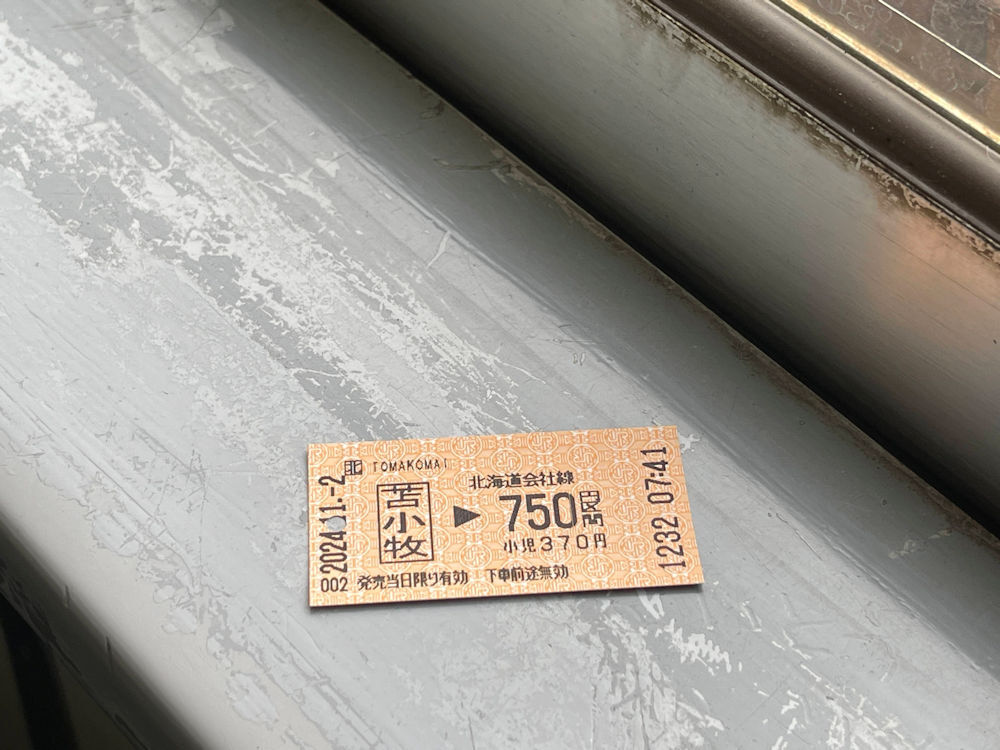 2024.11.-2
北 TOMAKOMAI
北海道会社線
苫小牧
▶ 750円区間
小児370円
002 発売当日限り有効 下車前途無効
1232 07:41